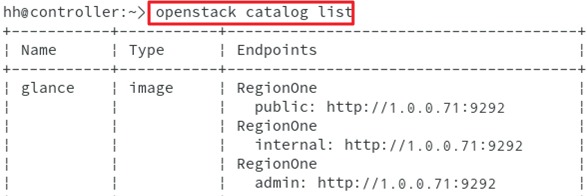 hh@controller:~> openstack catalog list
+-----------+-----------+-----------------------------------------+
| Name | Type | Endpoints |
+-----------+-----------+-----------------------------------------+
| glance | image | RegionOne |
| | | public: http://1.0.0.71:9292 |
| | | RegionOne |
| | | internal: http://1.0.0.71:9292 |
| | | RegionOne |
| | | admin: http://1.0.0.71:9292 |